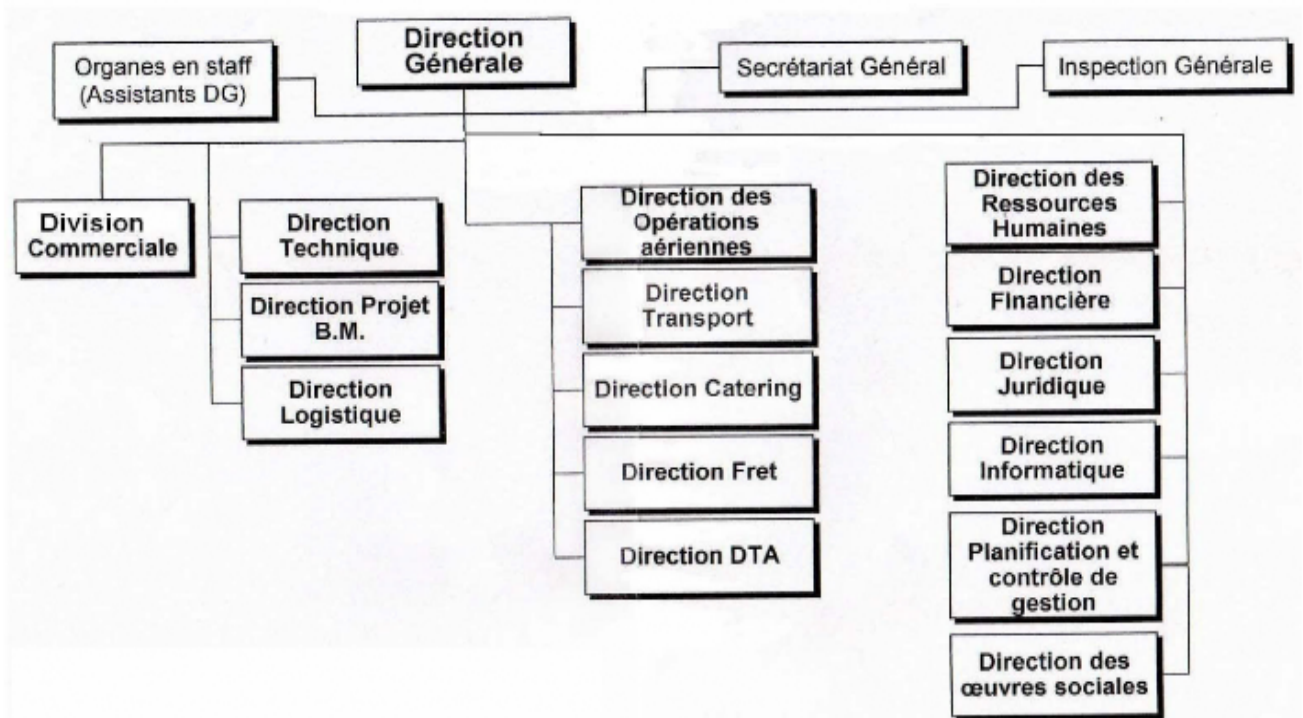 Direction
Générale
Organes en staff
(Assistants DG)
Secrétariat Général
Inspection Générale
Division
Commerciale
Direction
Technique
Direction Projet
B.M.
Direction
Logistique
Direction des
Opérations
aériennes
Direction
Transport
Direction Catering
Direction Fret
Direction DTA
Direction des
Ressources
Humaines
Direction
FInancière
Direction
Juridique
Direction
Informatique
Direction
Planification et
contrôle de
gestion
Direction des
œuvres sociales